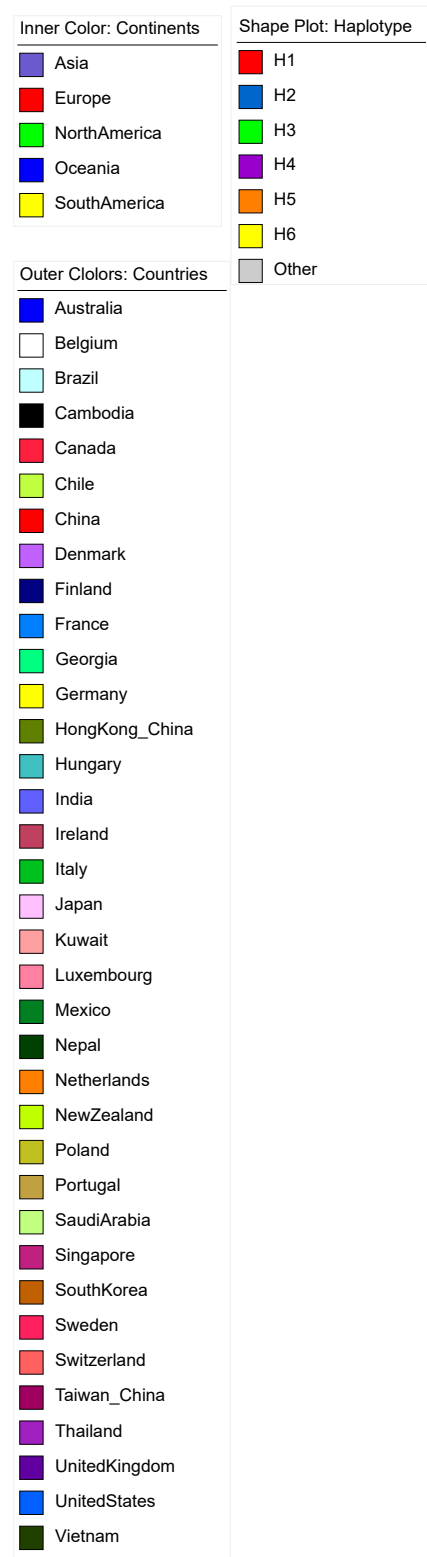 Inner Color: Continents
Asia
Europe
NorthAmerica
Oceania
SouthAmerica
Shape Plot: Haplotype
H1
H2
H3
H4
H5
H6
Other
Outer Clolors: Countries
Australia
Belgium
Brazil
Cambodia
Canada
Chile
China
Denmark
Finland
France
Georgia
Germany
HongKong_China
Hungary
India
Ireland
Italy
Japan
Kuwait
Luxembourg
Mexico
Nepal
Netherlands
NewZealand
Poland
Portugal
SaudiArabia
Singapore
SouthKorea
Sweden
Switzerland
Taiwan_China
Thailand
UnitedKingdom
UnitedStates
Vietnam